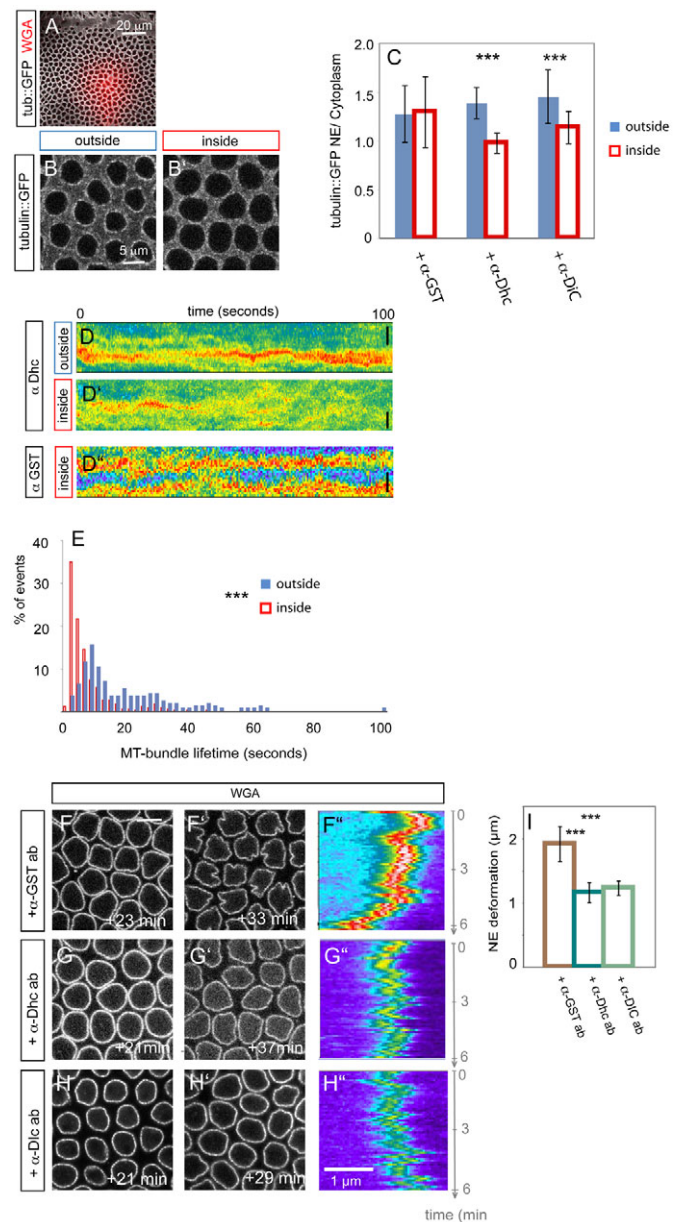 A
20 µm
tub::GFP WGA
outside
inside
B
B'
tubulin::GFP
5 µm
C
tubulin::GFP NE/ Cytoplasm
2.0
1.5
1.0
0.5
0
***
***
outside
inside
+ α-GST
+ α-Dhc
+ α-DiC
0
time (seconds)
100
α Dhc
outside
D
inside
D'
α GST
inside
D"
E
% of events
40
30
20
10
***
outside
inside
0
20
40
60
80
100
MT-bundle lifetime (seconds)
WGA
+α-GST ab
F
+23 min
F'
+33 min
F"
0
3
6
+ α-Dhc ab
G
+21min
G'
+37min
G"
0
3
6
+ α-Dlc ab
H
+21 min
H'
+29 min
H"
1 µm
0
3
6
time (min
I
NE deformation (µm)
2
1
0
***
***
+ α-GST ab
+ α-Dhc ab
+ α-DIC ab